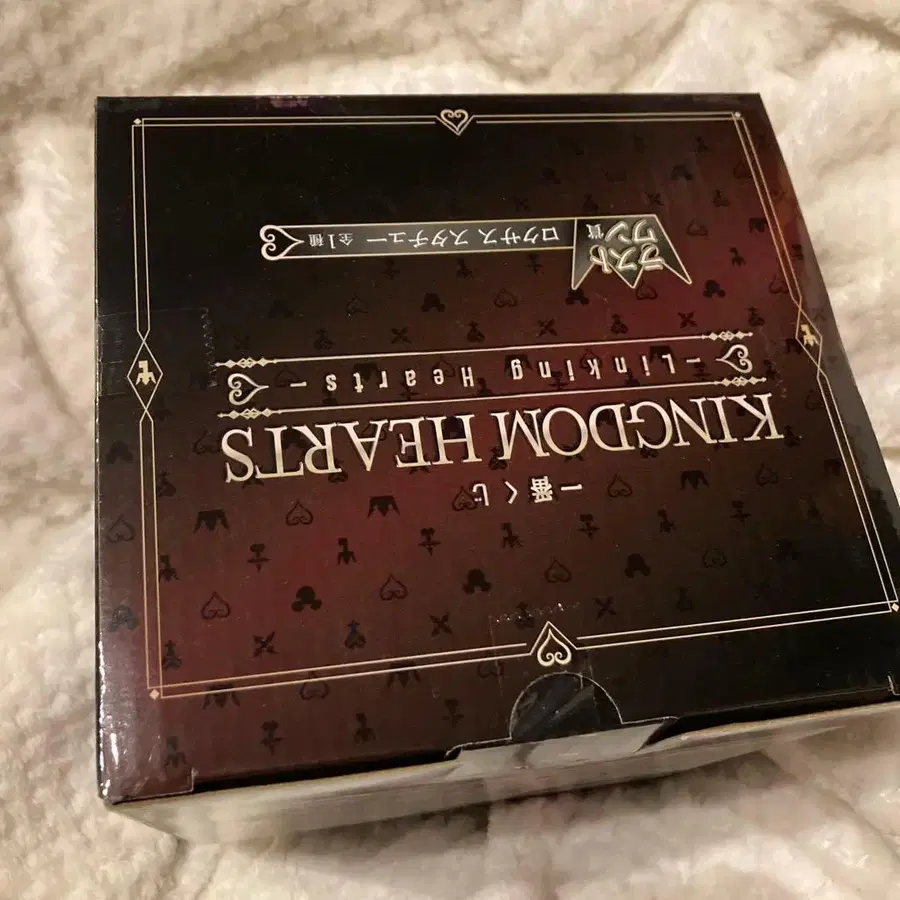 一番くじ
KINGDOM HEARTS
-Linking Hearts-
ラスト
ワン
賞
ロクサス スタチュー 全1種